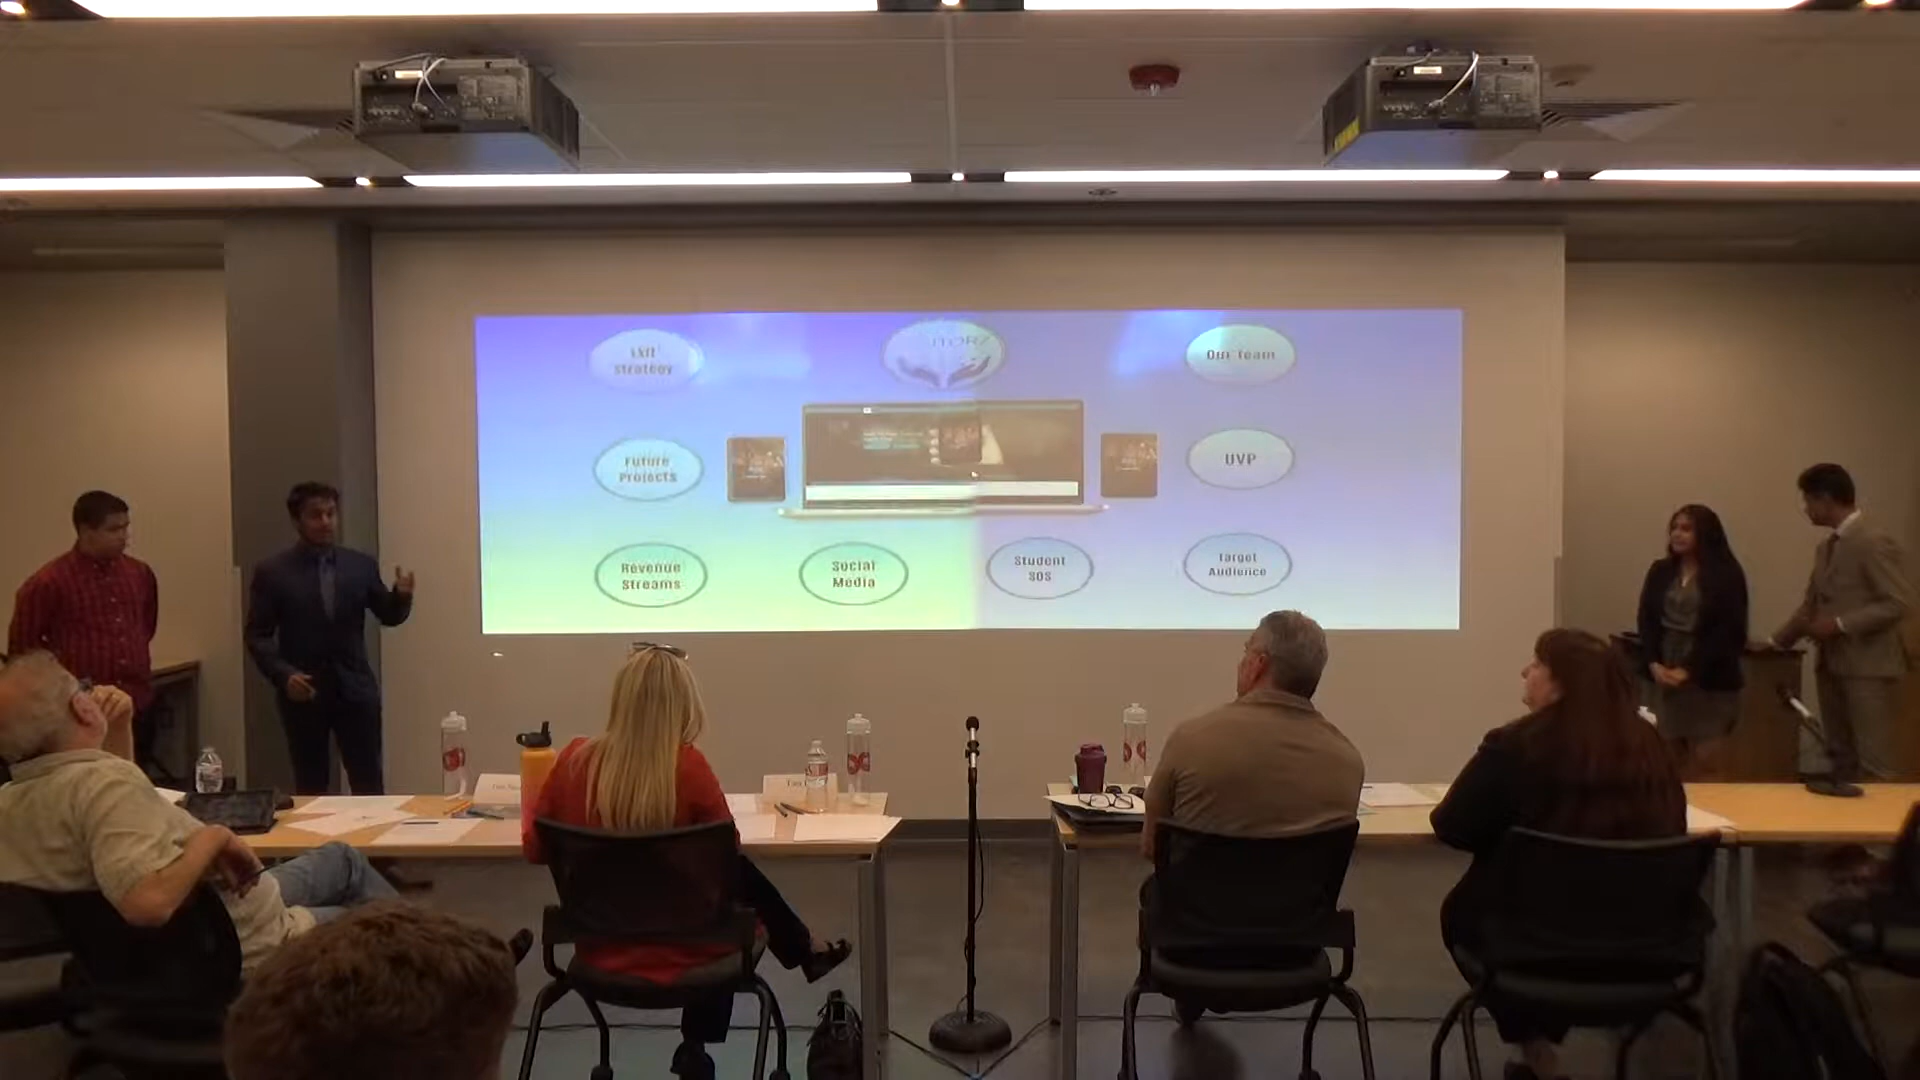 Exit
Strategy
Our Team
Future
Projects
UVP
Revenue
Streams
Social
Media
Student
SOS
Target
Audience